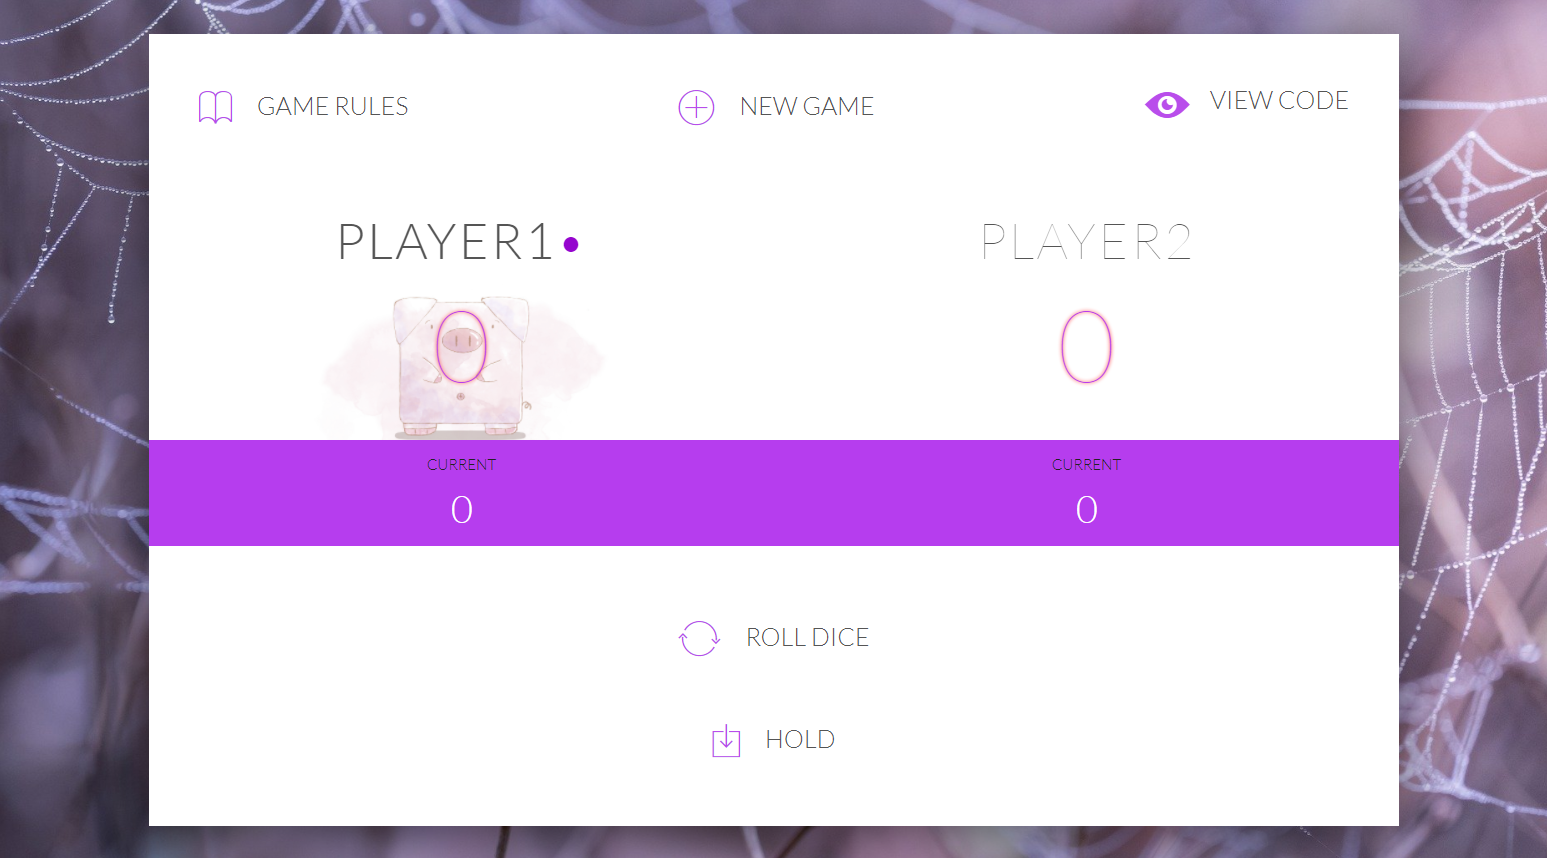 GAME RULES
NEW GAME
VIEW CODE
PLAYER1
PLAYER2
0
0
CURRENT
CURRENT
0
0
ROLL DICE
HOLD